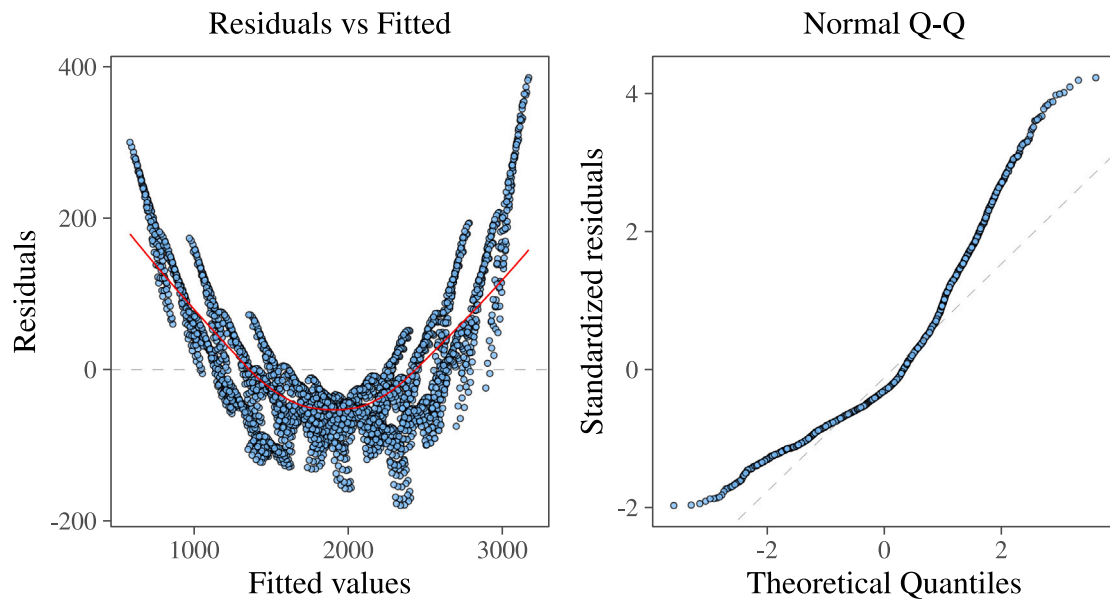 Residuals vs Fitted
400
200
0
-200
Residuals
1000 2000 3000
Fitted values
Normal Q-Q
4
2
0
-2
Standardized residuals
-2 0 2
Theoretical Quantiles